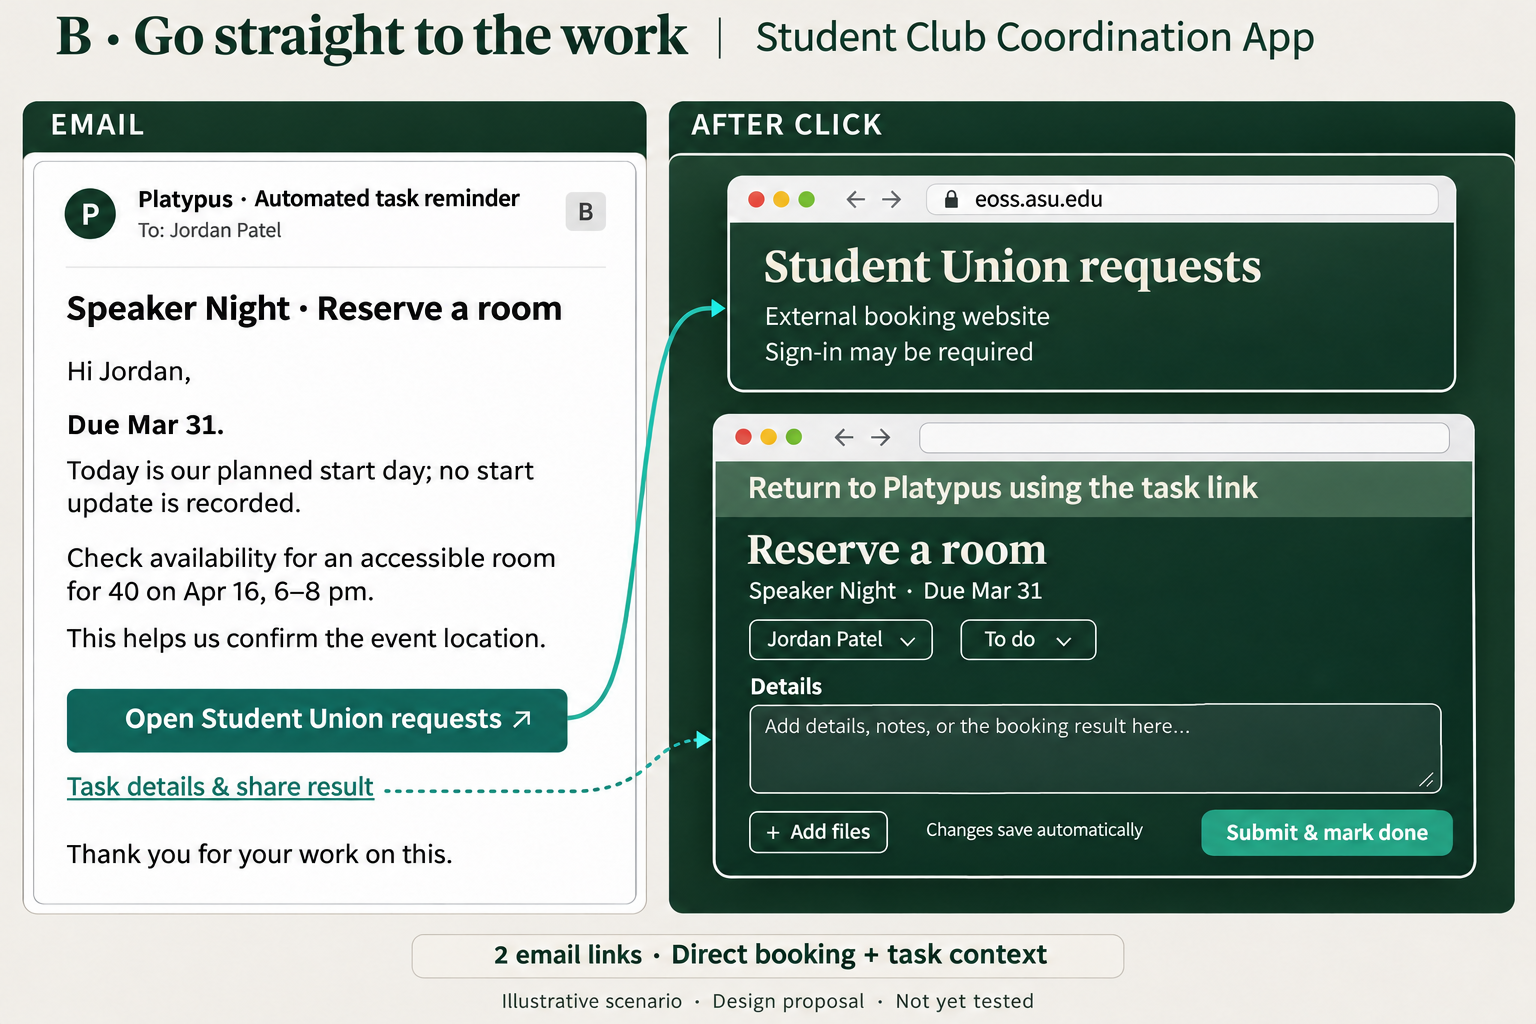 B · Go straight to the work | Student Club Coordination App
EMAIL
P
Platypus · Automated task reminder
To: Jordan Patel
B
Speaker Night · Reserve a room
Hi Jordan,
Due Mar 31.
Today is our planned start day; no start
update is recorded.
Check availability for an accessible room
for 40 on Apr 16, 6–8 pm.
This helps us confirm the event location.
Open Student Union requests ↗
Task details & share result
Thank you for your work on this.
AFTER CLICK
eoss.asu.edu
Student Union requests
External booking website
Sign-in may be required
Return to Platypus using the task link
Reserve a room
Speaker Night · Due Mar 31
Jordan Patel
To do
Details
Add details, notes, or the booking result here...
+ Add files
Changes save automatically
Submit & mark done
2 email links · Direct booking + task context
Illustrative scenario · Design proposal · Not yet tested